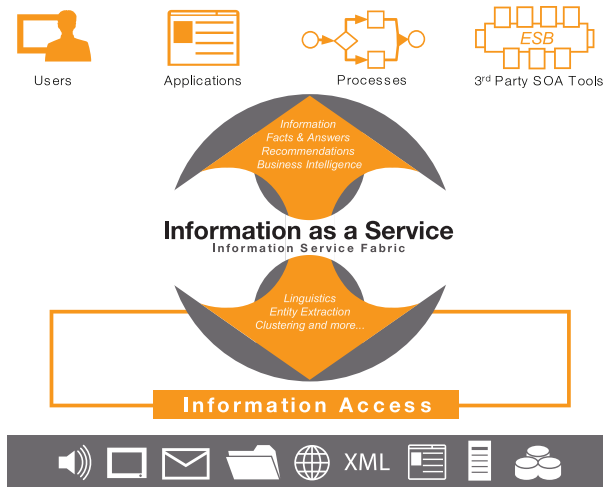 ESB
Users
Applications
Processes
3rd Party SOA Tools
Information
Facts & Answers
Recommendations
Business Intelligence
Information as a Service
Information Service Fabric
Linguistics
Entity Extraction
Clustering and more...
Information Access
XML